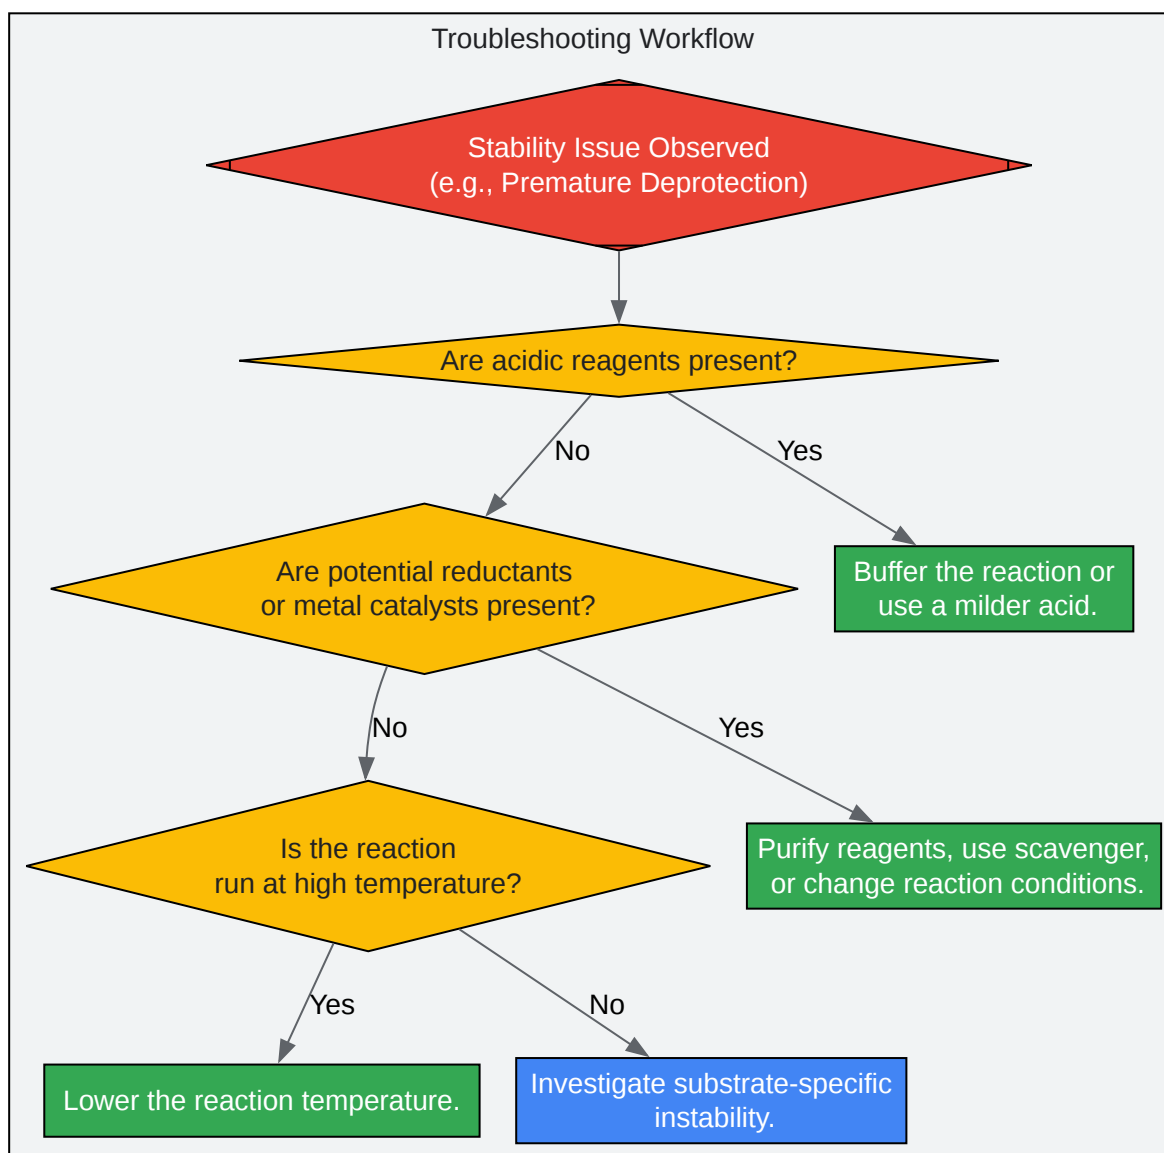 Troubleshooting Workflow
Stability Issue Observed
(e.g., Premature Deprotection)
Are acidic reagents present?
No
Yes
Are potential reductants
or metal catalysts present?
Buffer the reaction or
use a milder acid.
No
Yes
Is the reaction
run at high temperature?
Purify reagents, use scavenger,
or change reaction conditions.
Yes
No
Lower the reaction temperature.
Investigate substrate-specific
instability.